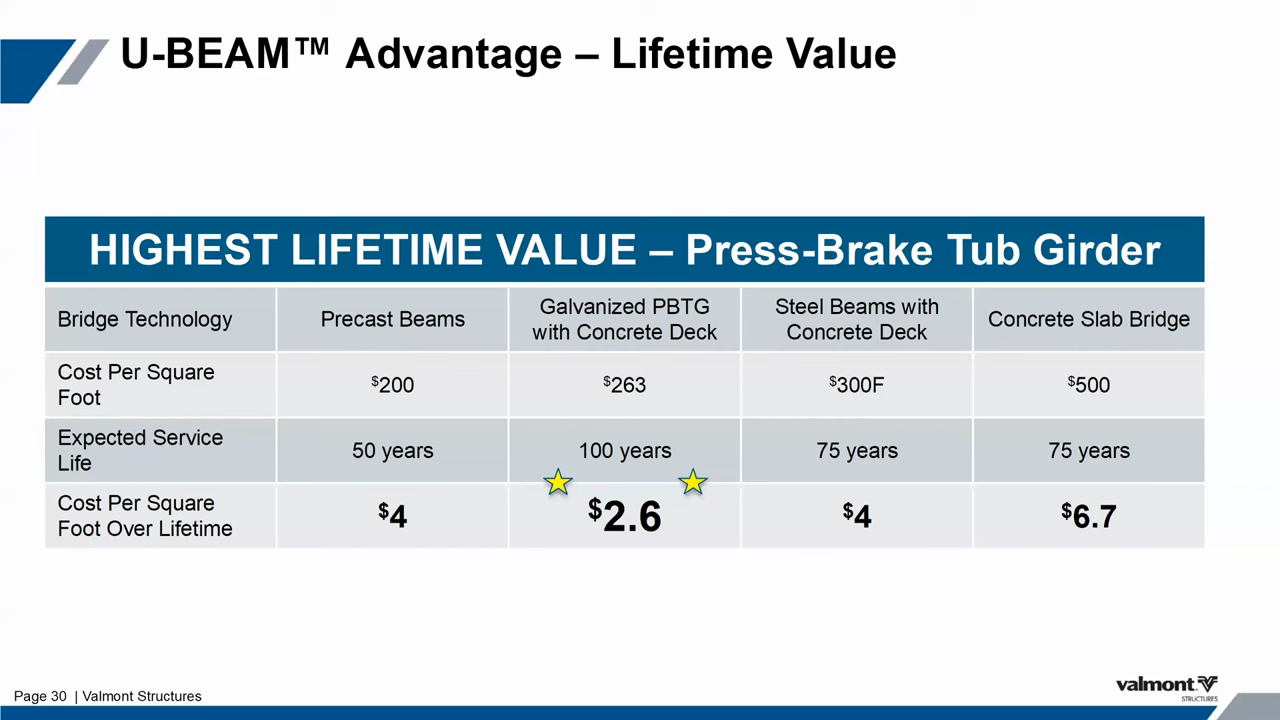 U-BEAM™ Advantage – Lifetime Value
HIGHEST LIFETIME VALUE – Press-Brake Tub Girder
Bridge Technology
Precast Beams
Galvanized PBTG
with Concrete Deck
Steel Beams with
Concrete Deck
Concrete Slab Bridge
Cost Per Square
Foot
$200
$263
$300F
$500
Expected Service
Life
50 years
100 years
75 years
75 years
Cost Per Square
Foot Over Lifetime
$4
$2.6
$4
$6.7
Page 30 | Valmont Structures
valmont
STRUCTURES